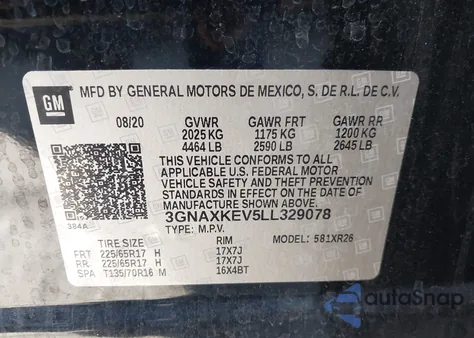 GM
MFD BY GENERAL MOTORS DE MEXICO, S. DE R.L. DE C.V.
08/20 GVWR GAWR FRT GAWR RR
2025 KG 1175 KG 1200 KG
4464 LB 2590 LB 2645 LB
THIS VEHICLE CONFORMS TO ALL
APPLICABLE U.S. FEDERAL MOTOR
VEHICLE SAFETY AND THEFT PREVENTION
STANDARDS IN EFFECT ON THE DATE OF
MANUFACTURE SHOWN ABOVE.
384A
3GNAXKEV5LL329078
TYPE: M.P.V. MODEL: 581XR26
TIRE SIZE RIM
FRT 225/65R17 H 17X7J
RR 225/65R17 H 17X7J
SPA T135/70R16 M 16X4BT
autoSnap